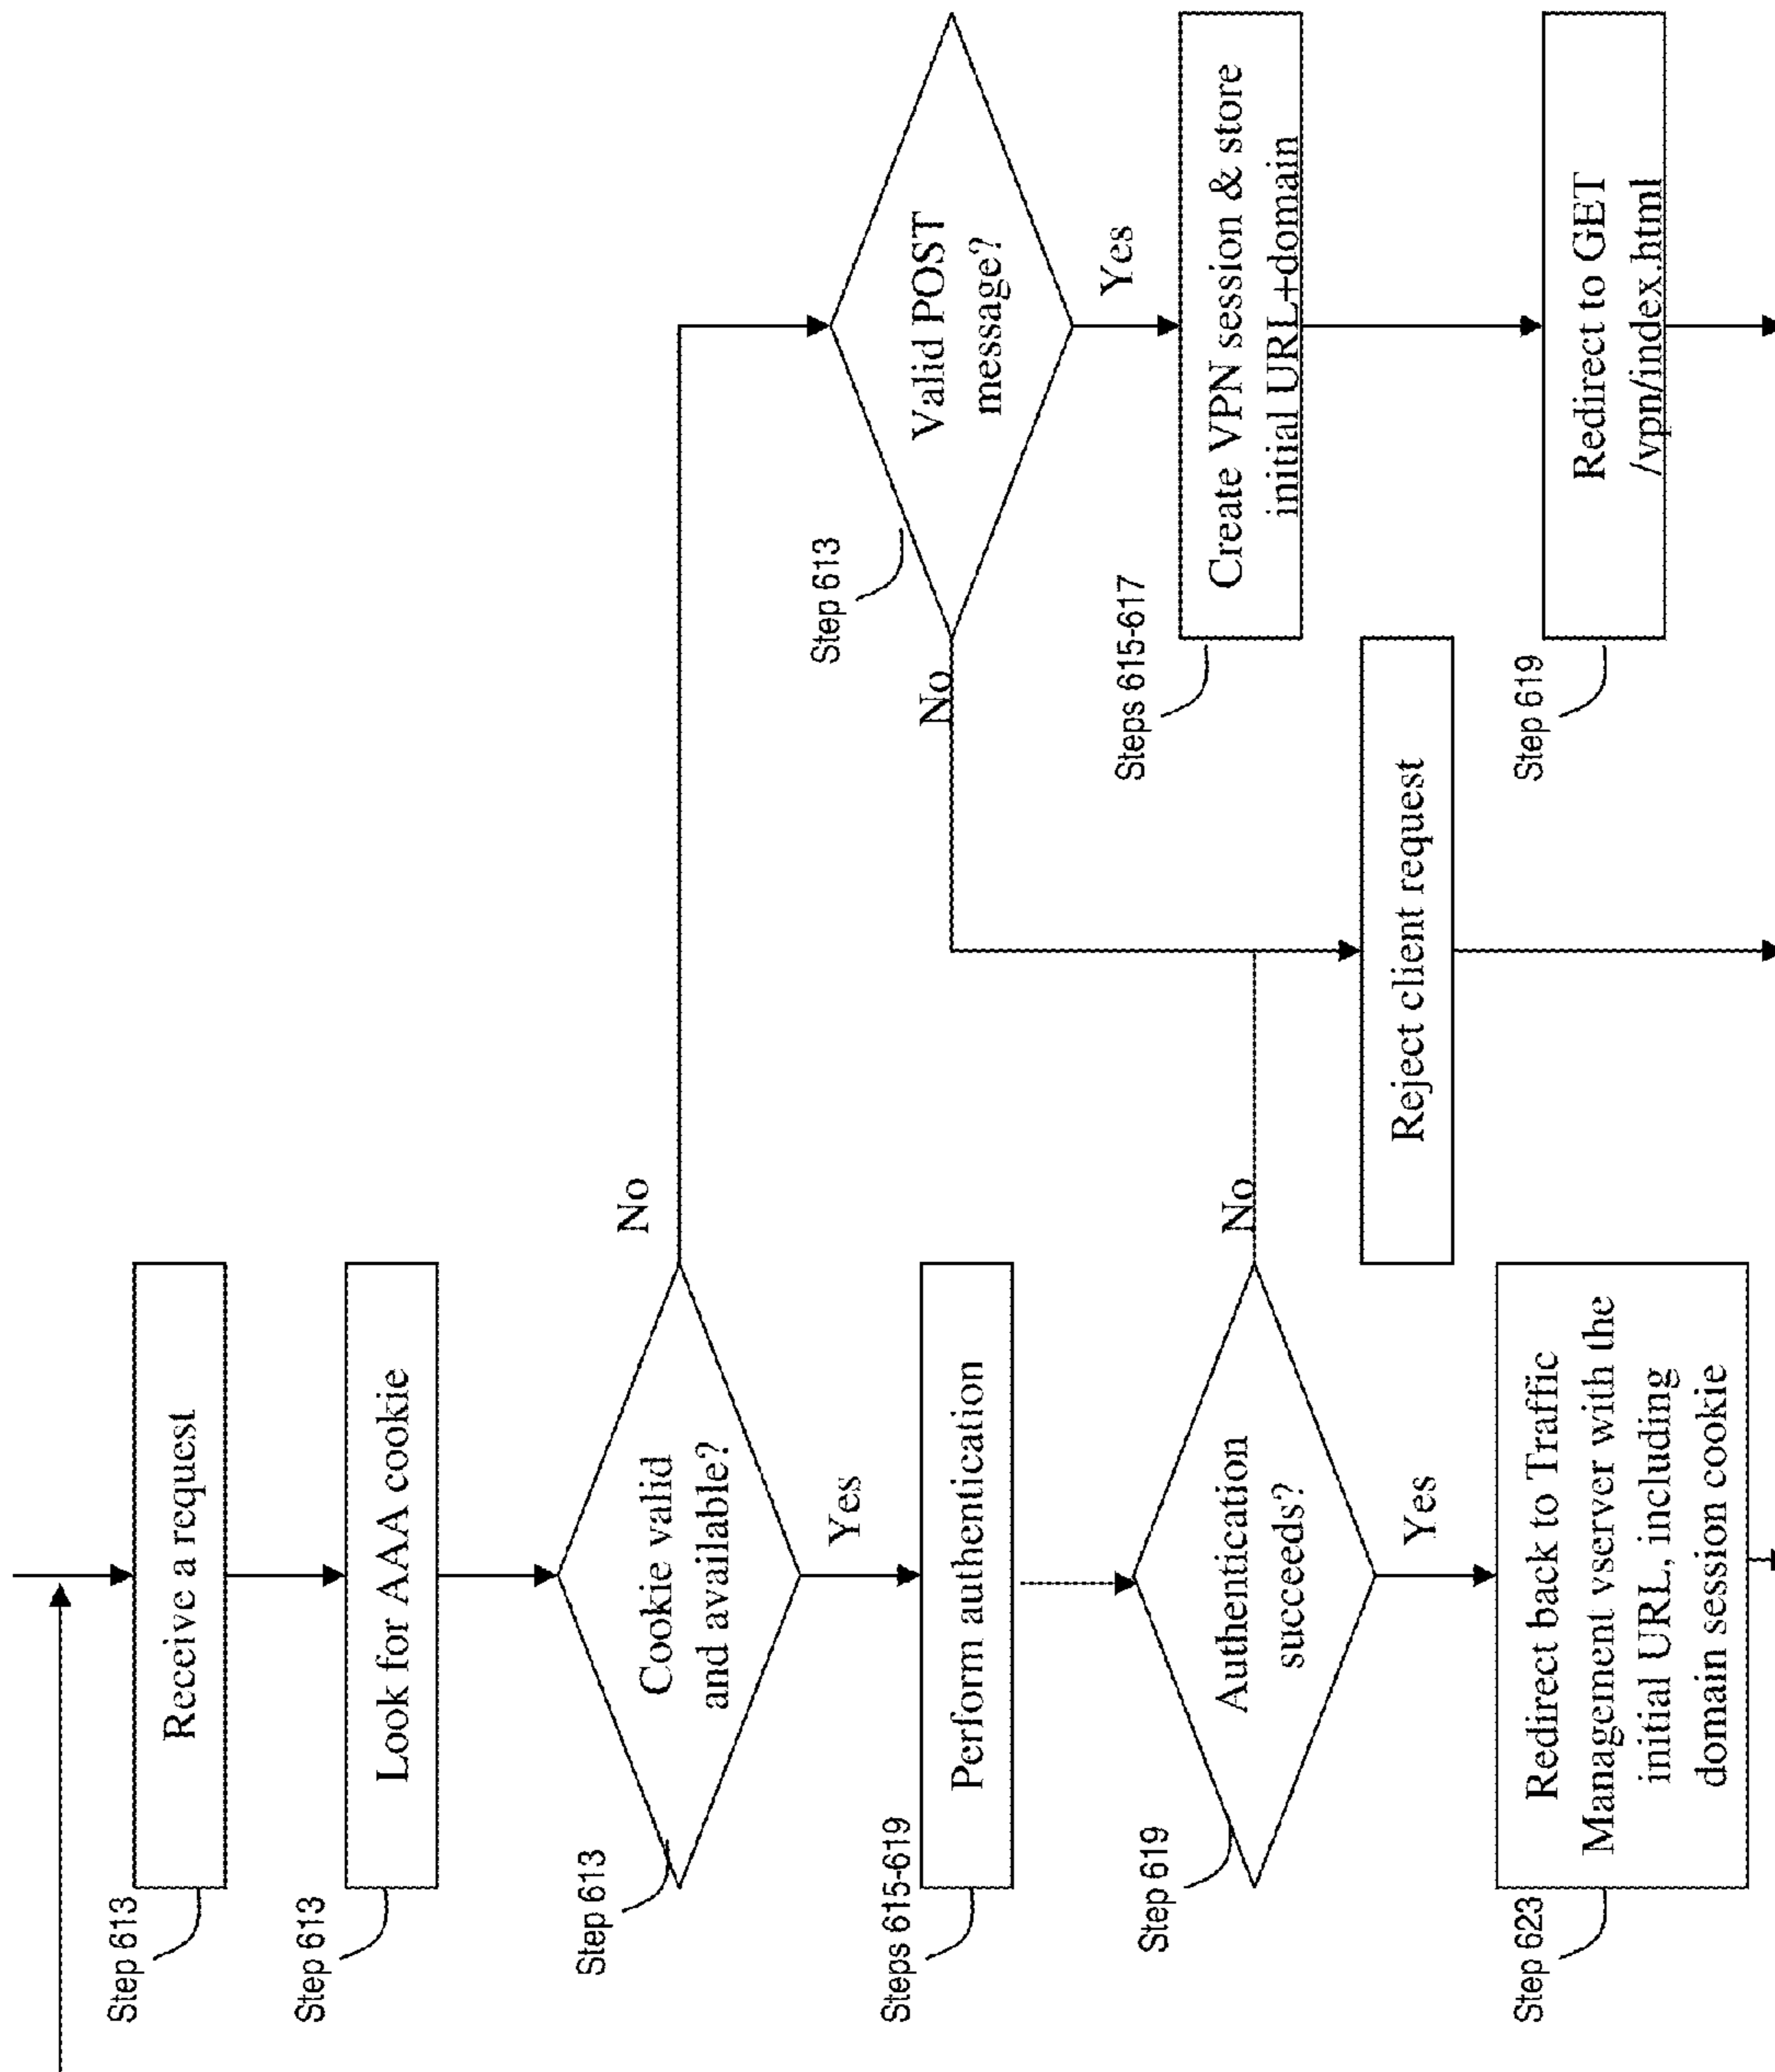 Step 613
Receive a request
Step 613
Look for AAA cookie
Step 613
Cookie valid
and available?
No
Yes
Step 613
Valid POST
message?
No
Yes
Steps 615-619
Perform authentication
Steps 615-617
Create VPN session & store
initial URL+domain
Step 619
Authentication
succeeds?
No
Yes
Reject client request
Step 623
Redirect back to Traffic
Management vserver with the
initial URL, including
domain session cookie
Step 619
Redirect to GET
/vpn/index.html